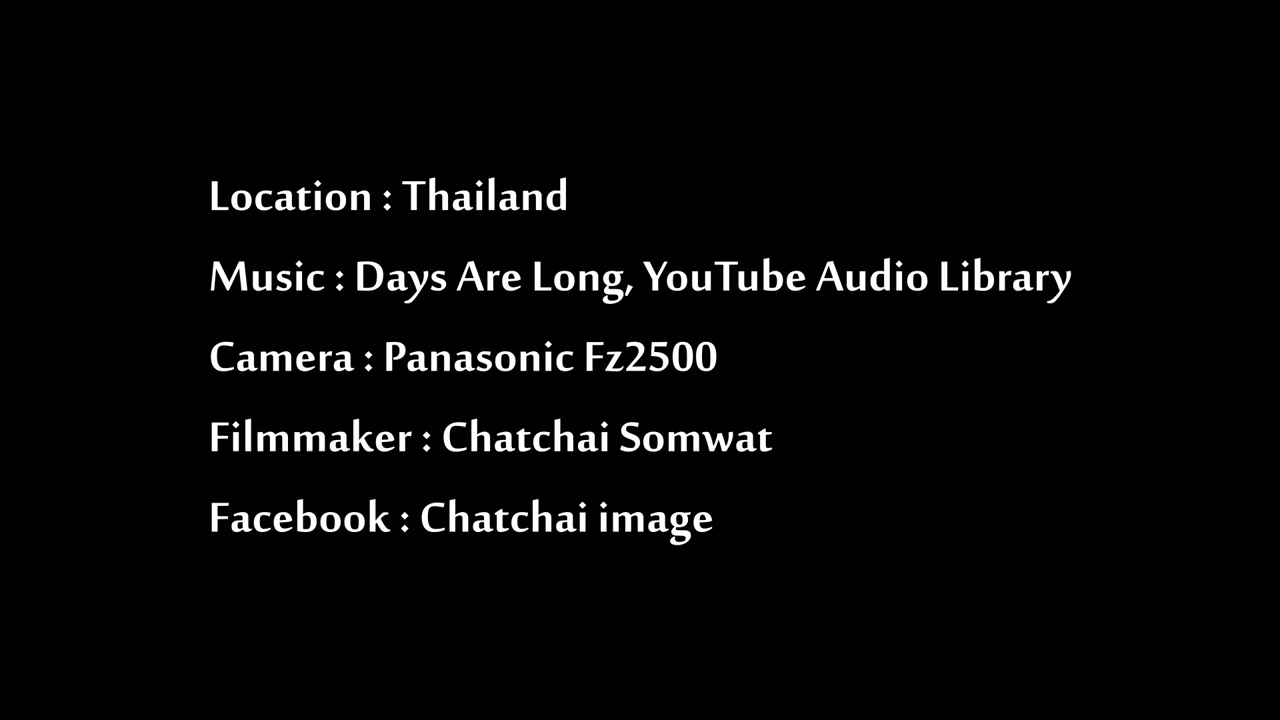 Location : Thailand
Music : Days Are Long, YouTube Audio Library
Camera : Panasonic Fz2500
Filmmaker : Chatchai Somwat
Facebook : Chatchai image